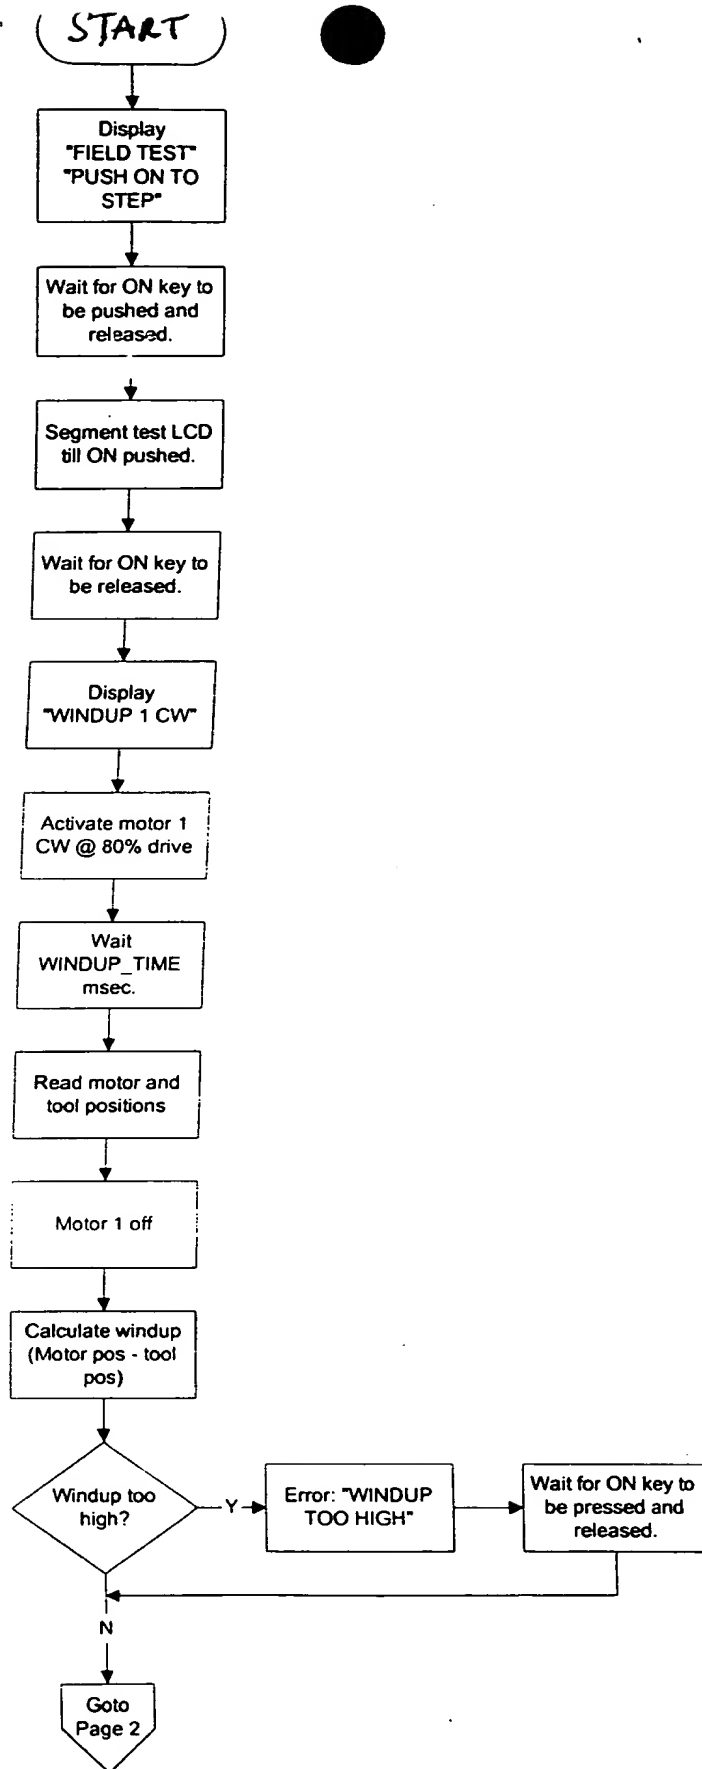 START
Display
"FIELD TEST"
"PUSH ON TO
STEP"
Wait for ON key to
be pushed and
released.
Segment test LCD
till ON pushed.
Wait for ON key to
be released.
Display
"WINDUP 1 CW"
Activate motor 1
CW @ 80% drive
Wait
WINDUP_TIME
msec.
Read motor and
tool positions
Motor 1 off
Calculate windup
(Motor pos - tool
pos)
Windup too
high?
Y
Error: "WINDUP
TOO HIGH"
Wait for ON key to
be pressed and
released.
N
Goto
Page 2